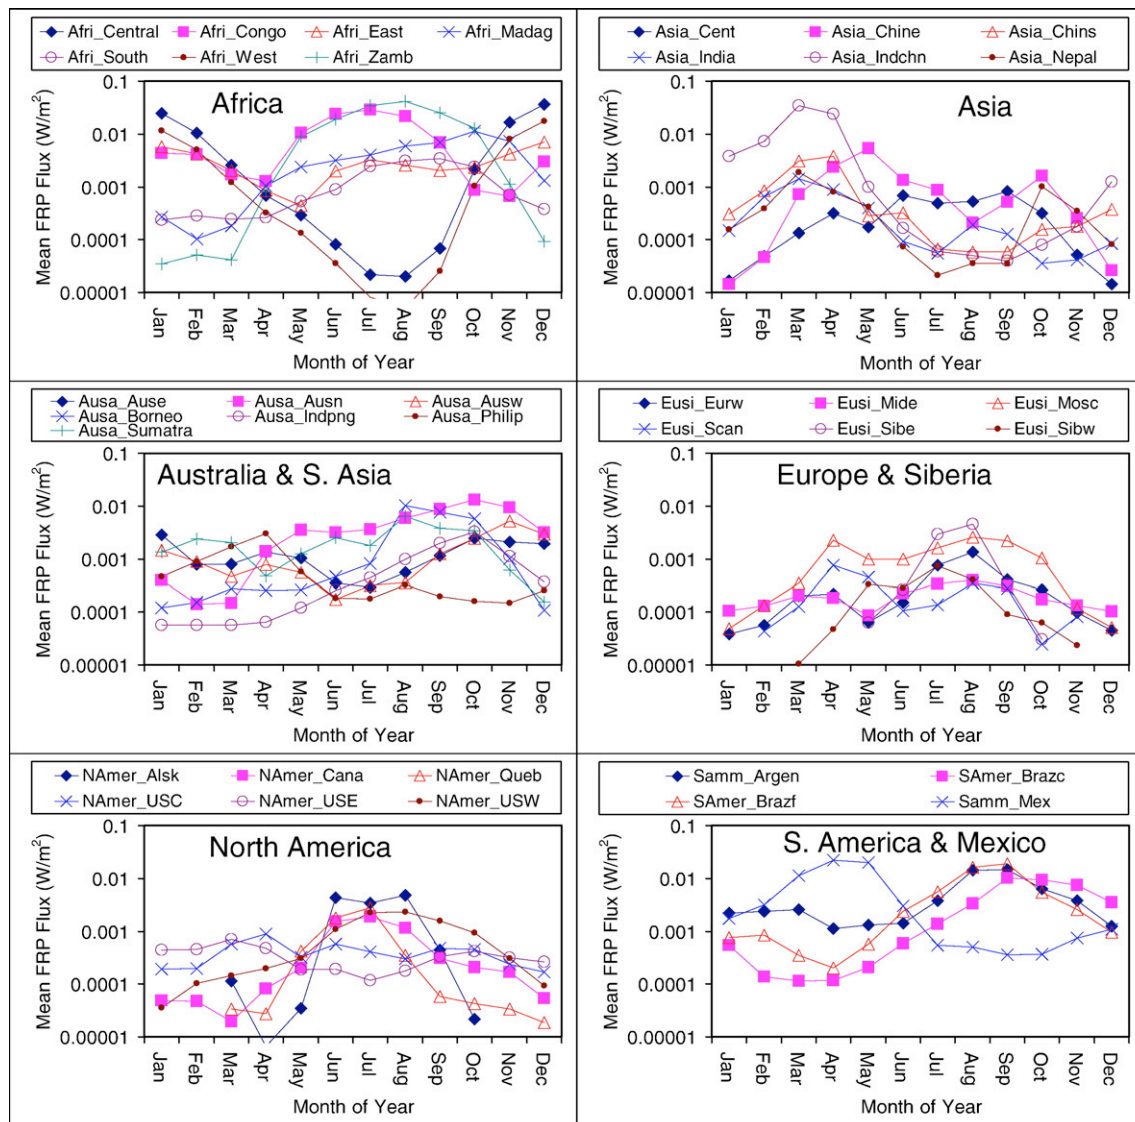 Afri_Central Afri_Congo Afri_East Afri_Madag
Afri_South Afri_West Afri_Zamb
Africa
Mean FRP Flux (W/m²)
0.1
0.01
0.001
0.0001
0.00001
Jan Feb Mar Apr May Jun Jul Aug Sep Oct Nov Dec
Month of Year
Asia_Cent Asia_Chine Asia_Chins
Asia_India Asia_Indchn Asia_Nepal
Asia
Mean FRP Flux (W/m²)
0.1
0.01
0.001
0.0001
0.00001
Jan Feb Mar Apr May Jun Jul Aug Sep Oct Nov Dec
Month of Year
Ausa_Ause Ausa_Ausn Ausa_Ausw
Ausa_Borneo Ausa_Indpng Ausa_Philip
Ausa_Sumatra
Australia & S. Asia
Mean FRP Flux (W/m²)
0.1
0.01
0.001
0.0001
0.00001
Jan Feb Mar Apr May Jun Jul Aug Sep Oct Nov Dec
Month of Year
Eusi_Eurw Eusi_Mide Eusi_Mosc
Eusi_Scan Eusi_Sibe Eusi_Sibw
Europe & Siberia
Mean FRP Flux (W/m²)
0.1
0.01
0.001
0.0001
0.00001
Jan Feb Mar Apr May Jun Jul Aug Sep Oct Nov Dec
Month of Year
NAmer_Alsk NAmer_Cana NAmer_Queb
NAmer_USC NAmer_USE NAmer_USW
North America
Mean FRP Flux (W/m²)
0.1
0.01
0.001
0.0001
0.00001
Jan Feb Mar Apr May Jun Jul Aug Sep Oct Nov Dec
Month of Year
Samm_Argen SAmer_Brazc
SAmer_Brazf Samm_Mex
S. America & Mexico
Mean FRP Flux (W/m²)
0.1
0.01
0.001
0.0001
0.00001
Jan Feb Mar Apr May Jun Jul Aug Sep Oct Nov Dec
Month of Year